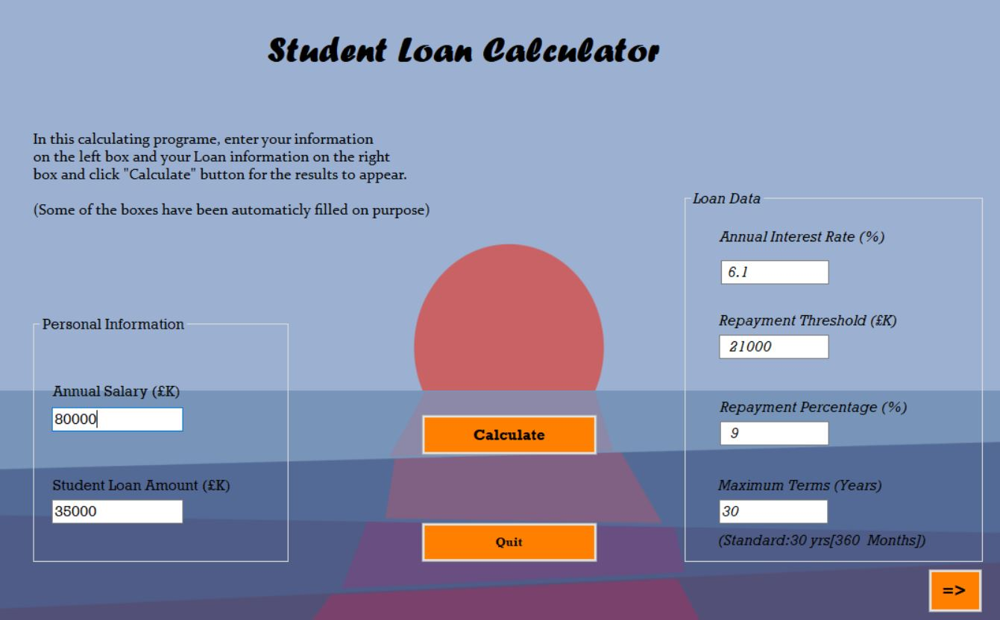 Student Loan Calculator
In this calculating programe, enter your information
on the left box and your Loan information on the right
box and click "Calculate" button for the results to appear.
(Some of the boxes have been automaticly filled on purpose)
Personal Information
Annual Salary (£K)
80000
Student Loan Amount (£K)
35000
Calculate
Quit
Loan Data
Annual Interest Rate (%)
6.1
Repayment Threshold (£K)
21000
Repayment Percentage (%)
9
Maximum Terms (Years)
30
(Standard:30 yrs[360 Months])
=>